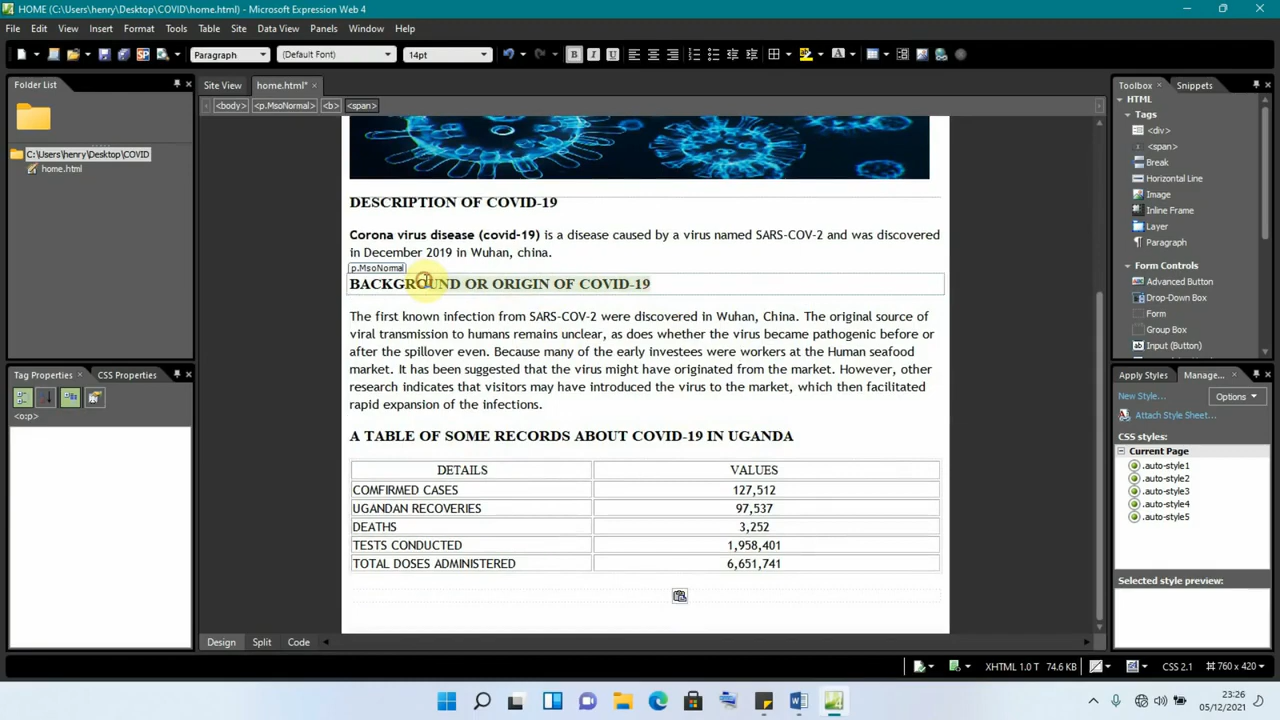 HOME (C:\Users\henry\Desktop\COVID\home.html) - Microsoft Expression Web 4
File Edit View Insert Format Tools Table Site Data View Panels Window Help
Paragraph (Default Font) 14pt B I U A
Folder List
C:\Users\henry\Desktop\COVID
home.html
Tag Properties CSS Properties
<o:p>
Site View home.html*
<body> <p.MsoNormal> <b> <span>
DESCRIPTION OF COVID-19
Corona virus disease (covid-19) is a disease caused by a virus named SARS-COV-2 and was discovered
in December 2019 in Wuhan, china.
p.MsoNormal
BACKGROUND OR ORIGIN OF COVID-19
The first known infection from SARS-COV-2 were discovered in Wuhan, China. The original source of
viral transmission to humans remains unclear, as does whether the virus became pathogenic before or
after the spillover even. Because many of the early investees were workers at the Human seafood
market. It has been suggested that the virus might have originated from the market. However, other
research indicates that visitors may have introduced the virus to the market, which then facilitated
rapid expansion of the infections.
A TABLE OF SOME RECORDS ABOUT COVID-19 IN UGANDA
DETAILS VALUES
COMFIRMED CASES 127,512
UGANDAN RECOVERIES 97,537
DEATHS 3,252
TESTS CONDUCTED 1,958,401
TOTAL DOSES ADMINISTERED 6,651,741
Design Split Code
Toolbox Snippets
HTML
Tags
<div>
<span>
Break
Horizontal Line
Image
Inline Frame
Layer
Paragraph
Form Controls
Advanced Button
Drop-Down Box
Form
Group Box
Input (Button)
Apply Styles Manage...
New Style... Options
Attach Style Sheet...
CSS styles:
Current Page
.auto-style1
.auto-style2
.auto-style3
.auto-style4
.auto-style5
Selected style preview:
XHTML 1.0 T 74.6 KB CSS 2.1 760 x 420
23:26
05/12/2021